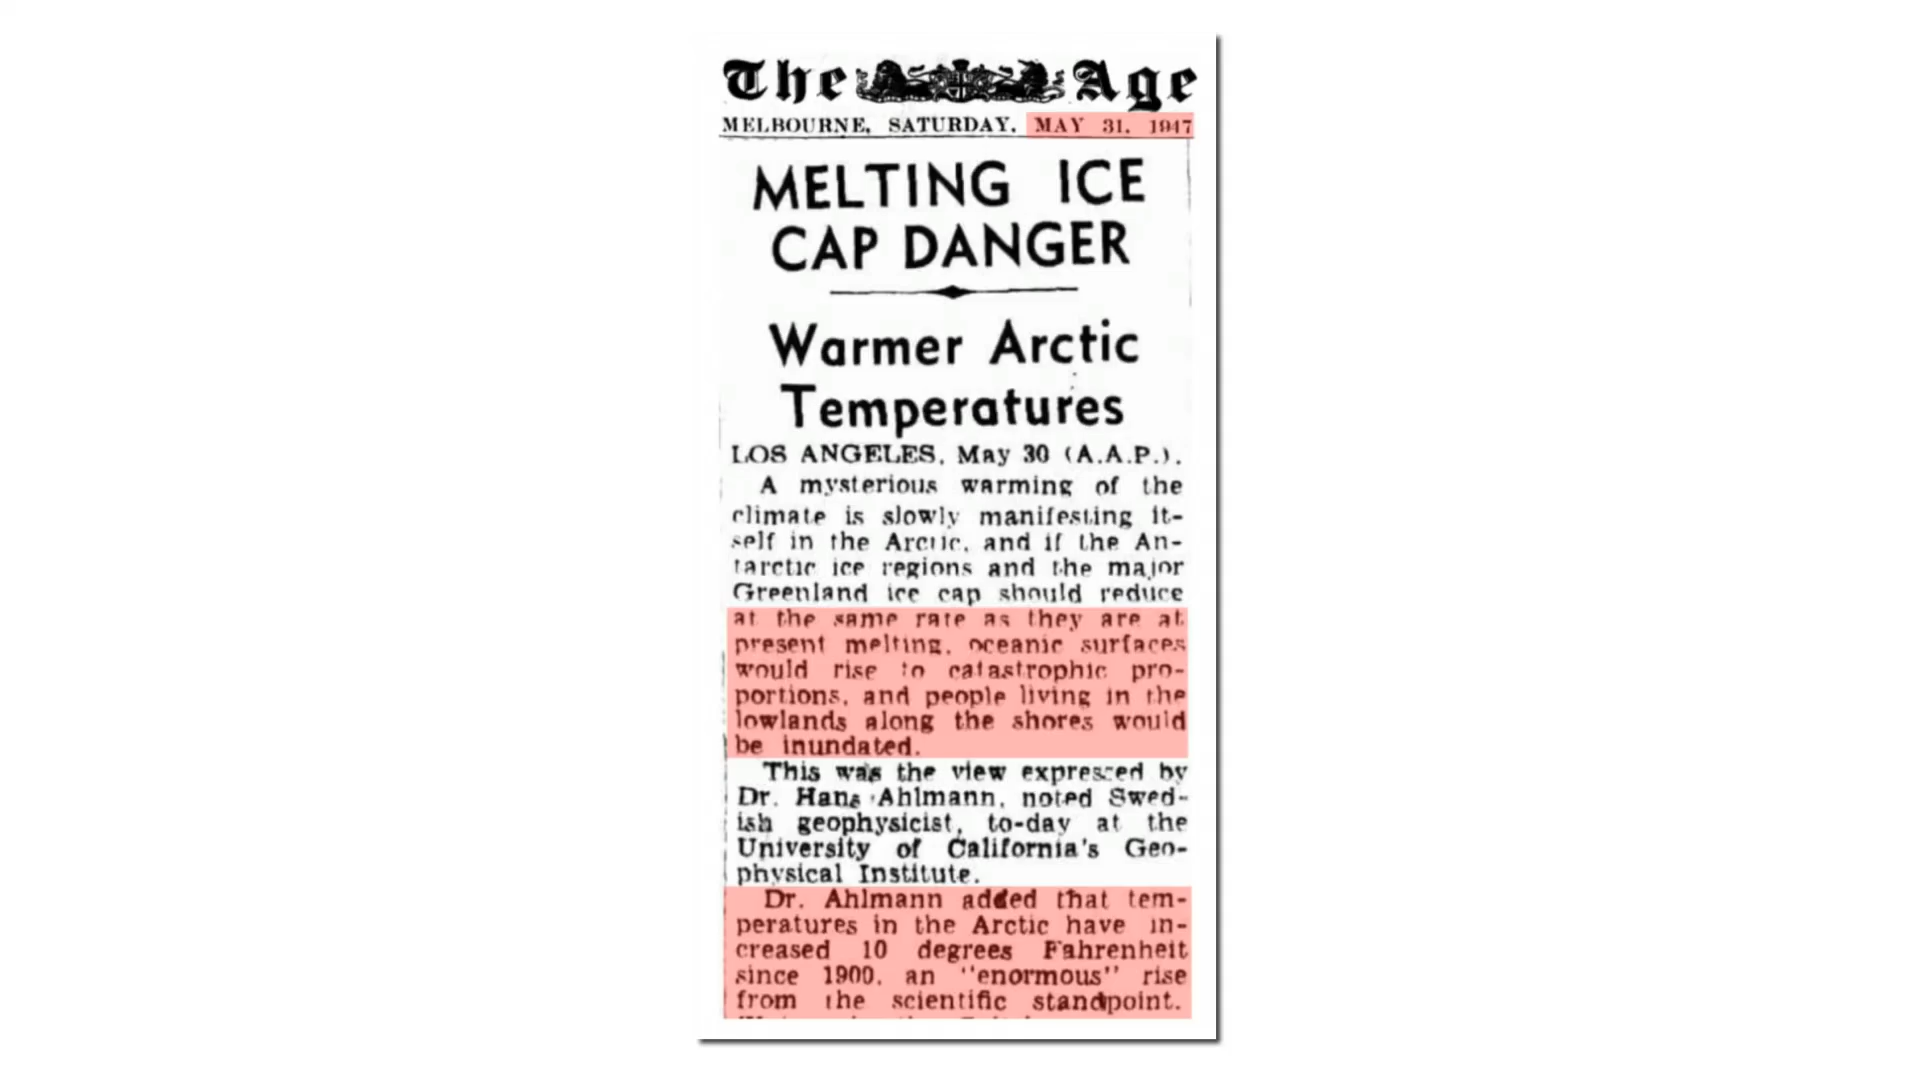 The Age
MELBOURNE, SATURDAY, MAY 31, 1947
MELTING ICE
CAP DANGER
Warmer Arctic
Temperatures
LOS ANGELES, May 30 (A.A.P.).
A mysterious warming of the
climate is slowly manifesting it-
self in the Arctic, and if the An-
tarctic ice regions and the major
Greenland ice cap should reduce
at the same rate as they are at
present melting, oceanic surfaces
would rise to catastrophic pro-
portions, and people living in the
lowlands along the shores would
be inundated.
This was the view expressed by
Dr. Hans Ahlmann, noted Swed-
ish geophysicist, to-day at the
University of California's Geo-
physical Institute.
Dr. Ahlmann added that tem-
peratures in the Arctic have in-
creased 10 degrees Fahrenheit
since 1900, an "enormous" rise
from the scientific standpoint.